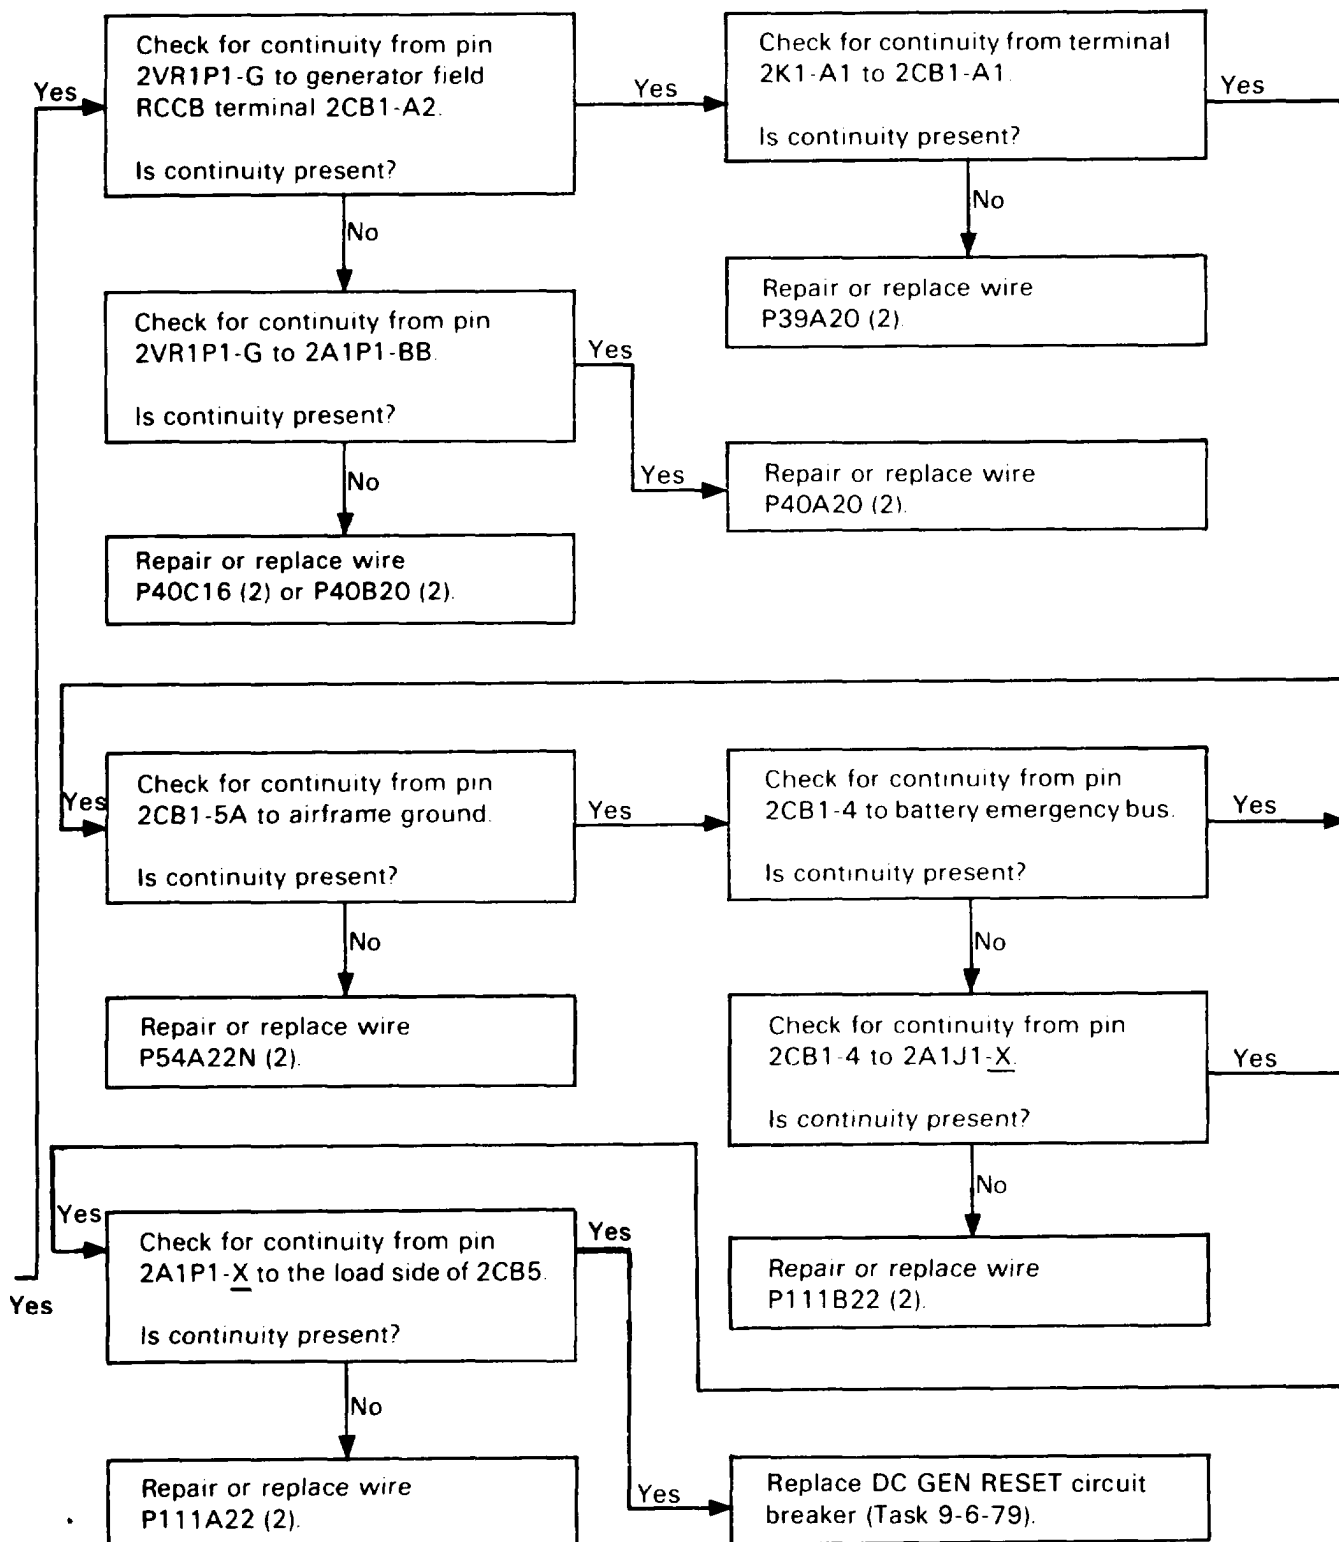 Check for continuity from pin
2VR1P1-G to generator field
RCCB terminal 2CB1-A2.
Is continuity present?
Yes
Yes
Check for continuity from terminal
2K1-A1 to 2CB1-A1.
Is continuity present?
Yes
No
No
Repair or replace wire
P39A20 (2).
Check for continuity from pin
2VR1P1-G to 2A1P1-BB.
Is continuity present?
Yes
No
Yes
Repair or replace wire
P40A20 (2).
Repair or replace wire
P40C16 (2) or P40B20 (2).
Yes
Check for continuity from pin
2CB1-5A to airframe ground.
Is continuity present?
Yes
Check for continuity from pin
2CB1-4 to battery emergency bus.
Is continuity present?
Yes
No
No
Repair or replace wire
P54A22N (2).
Check for continuity from pin
2CB1-4 to 2A1J1-X.
Is continuity present?
Yes
No
Repair or replace wire
P111B22 (2).
Yes
Yes
Check for continuity from pin
2A1P1-X to the load side of 2CB5.
Is continuity present?
Yes
No
Repair or replace wire
P111A22 (2).
Yes
Replace DC GEN RESET circuit
breaker (Task 9-6-79).